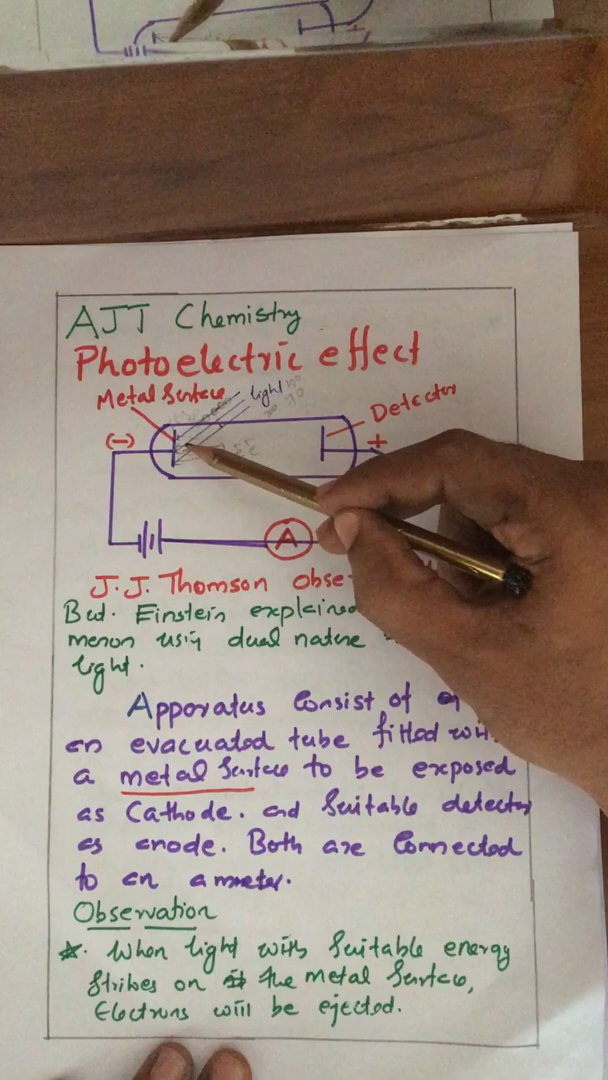 AJT Chemistry
Photoelectric effect
Metal Surface
light
Detector
(-)
+
A
J.J. Thomson Obse
But. Einstein explained
menon using dual nature
light.
Apparatus Consist of
an evacuated tube fitted
a metal Surface to be exposed
as Cathode. and Suitable detector
as anode. Both are Connected
to an ameter.
Observation
*. When light with Suitable energy
Strikes on the metal Surface,
Electrons will be ejected.